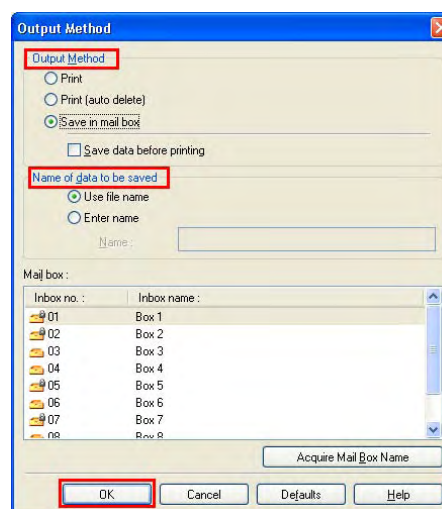 Output Method
Output Method
Print
Print (auto delete)
Save in mail box
Save data before printing
Name of data to be saved
Use file name
Enter name
Name :
Mail box :
Inbox no. : Inbox name :
01 Box 1
02 Box 2
03 Box 3
04 Box 4
05 Box 5
06 Box 6
07 Box 7
08 Box 8
Acquire Mail Box Name
OK Cancel Defaults Help